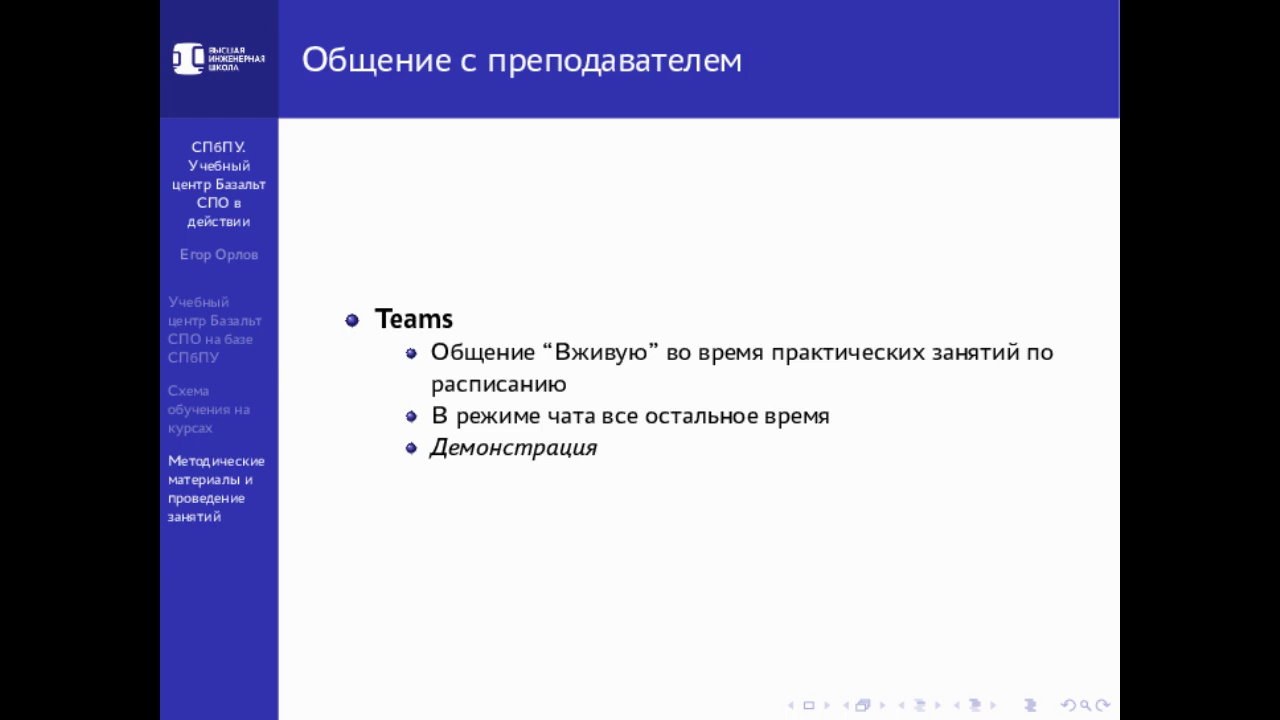 ВЫСШАЯ
ИНЖЕНЕРНАЯ
ШКОЛА
Общение с преподавателем
СПбПУ.
Учебный
центр Базальт
СПО в
действии
Егор Орлов
Учебный
центр Базальт
СПО на базе
СПбПУ
Схема
обучения на
курсах
Методические
материалы и
проведение
занятий
Teams
Общение “Вживую” во время практических занятий по
расписанию
В режиме чата все остальное время
Демонстрация